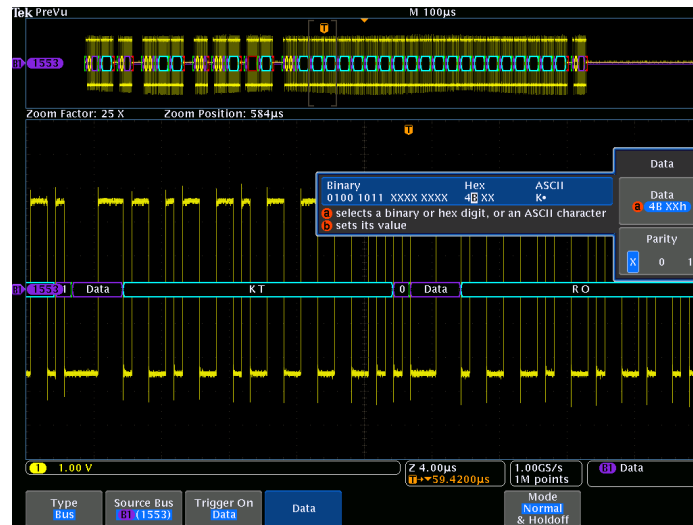 Tek PreVu M 100µs
T
B1 1553
Zoom Factor: 25 X Zoom Position: 584µs
T
Data
Binary Hex ASCII
0100 1011 XXXX XXXX 4B XX K•
a selects a binary or hex digit, or an ASCII character
b sets its value
Data
a 4B XXh
Parity
X 0 1
B1 1553 Data KT 0 Data RO
1 1.00 V
Z 4.00µs
T→▾59.4200µs
1.00GS/s
1M points
B1 Data
Type
Bus
Source Bus
B1 (1553)
Trigger On
Data
Data
Mode
Normal
& Holdoff